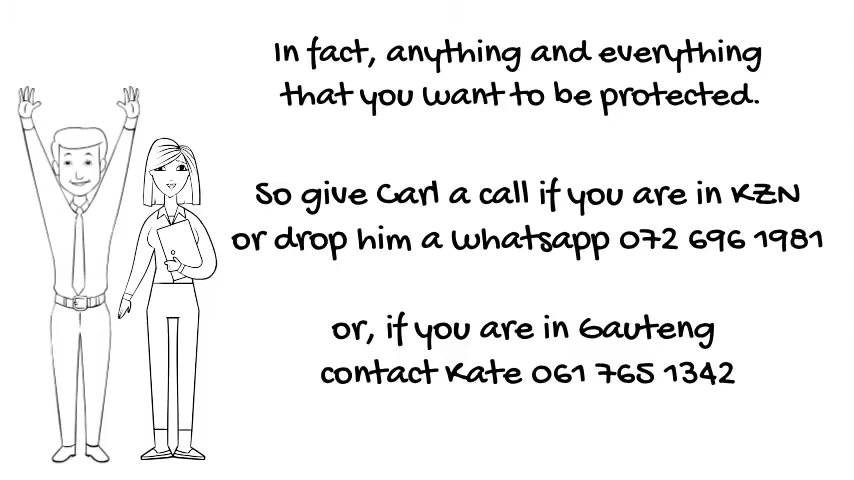 In fact, anything and everything
that you want to be protected.
So give Carl a call if you are in KZN
or drop him a whatsapp 072 696 1981
or, if you are in Gauteng
contact Kate 061 765 1342